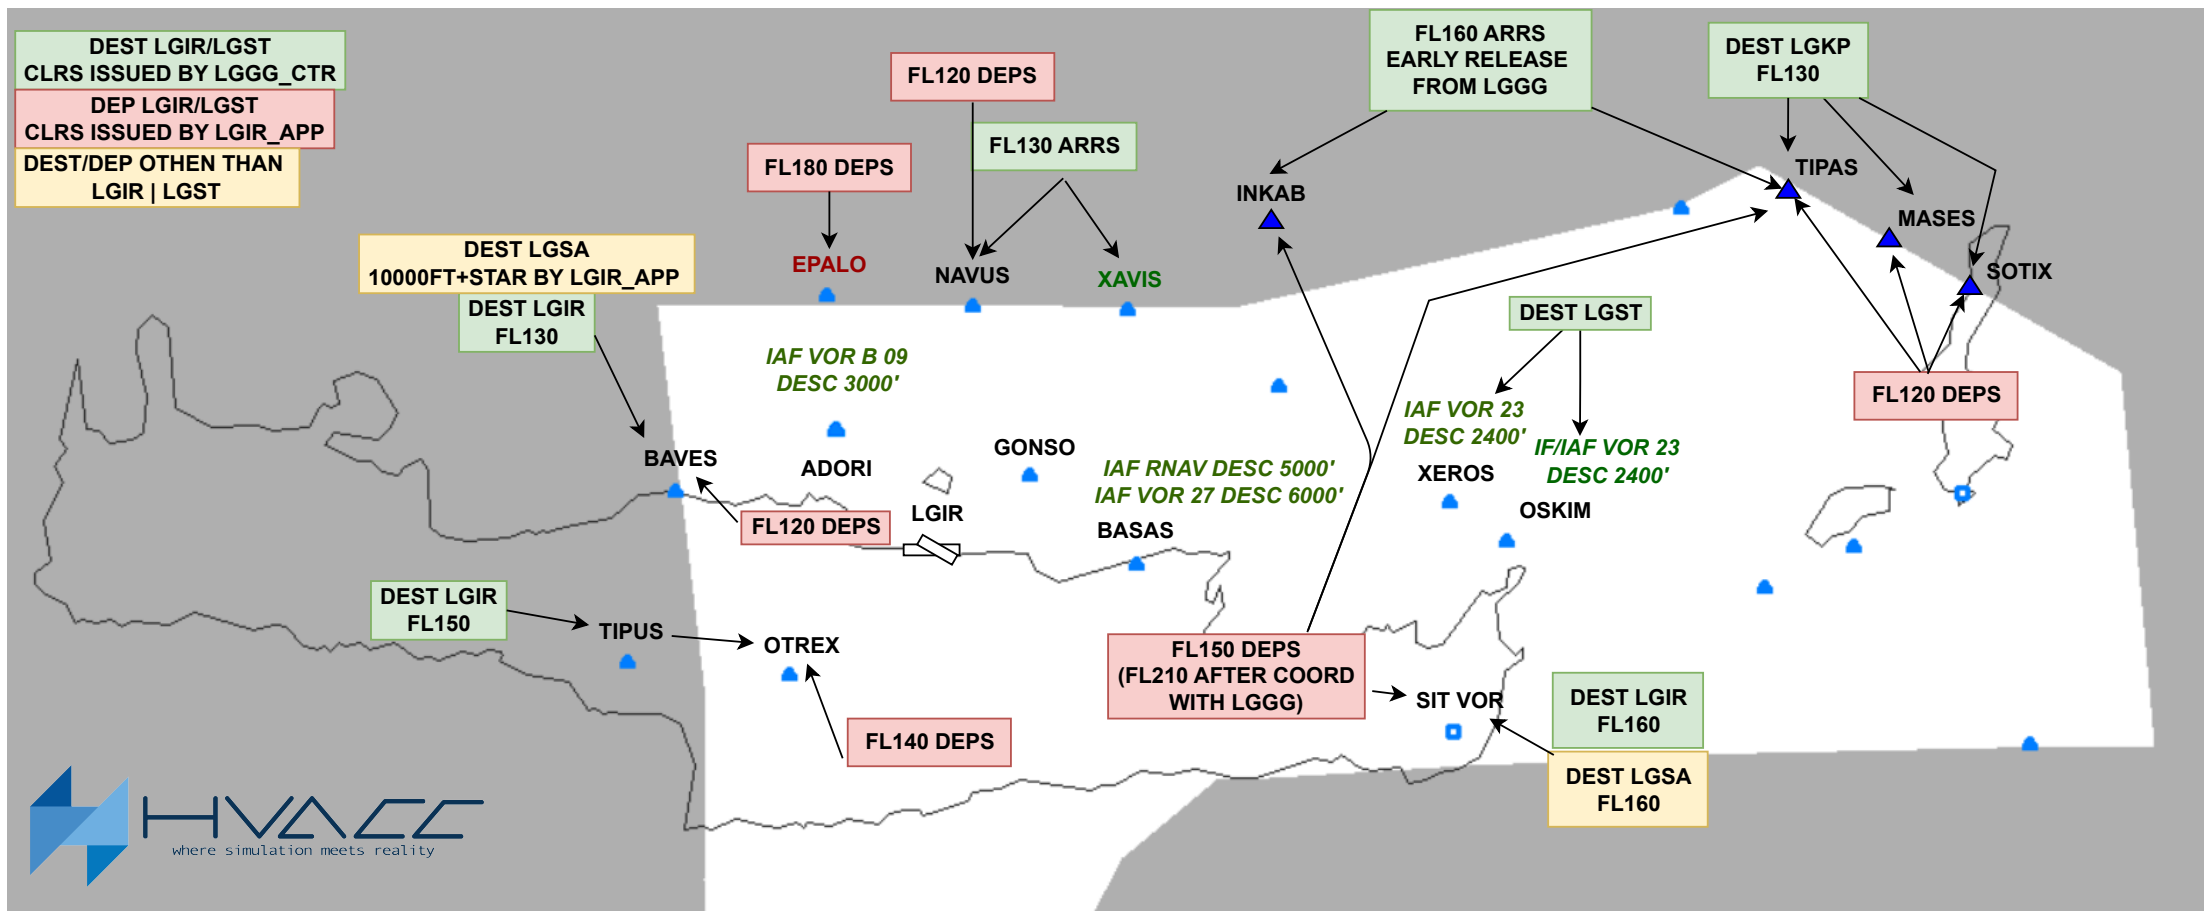 DEST LGIR/LGST
CLRS ISSUED BY LGGG_CTR
DEP LGIR/LGST
CLRS ISSUED BY LGIR_APP
DEST/DEP OTHEN THAN
LGIR | LGST
FL120 DEPS
FL130 ARRS
FL180 DEPS
EPALO
NAVUS
XAVIS
FL160 ARRS
EARLY RELEASE
FROM LGGG
INKAB
DEST LGKP
FL130
TIPAS
MASES
SOTIX
DEST LGSA
10000FT+STAR BY LGIR_APP
DEST LGIR
FL130
BAVES
IAF VOR B 09
DESC 3000'
ADORI
GONSO
LGIR
FL120 DEPS
IAF RNAV DESC 5000'
IAF VOR 27 DESC 6000'
BASAS
DEST LGST
IAF VOR 23
DESC 2400'
XEROS
IF/IAF VOR 23
DESC 2400'
OSKIM
FL120 DEPS
DEST LGIR
FL150
TIPUS
OTREX
FL140 DEPS
FL150 DEPS
(FL210 AFTER COORD
WITH LGGG)
SIT VOR
DEST LGIR
FL160
DEST LGSA
FL160
HVACC
where simulation meets reality